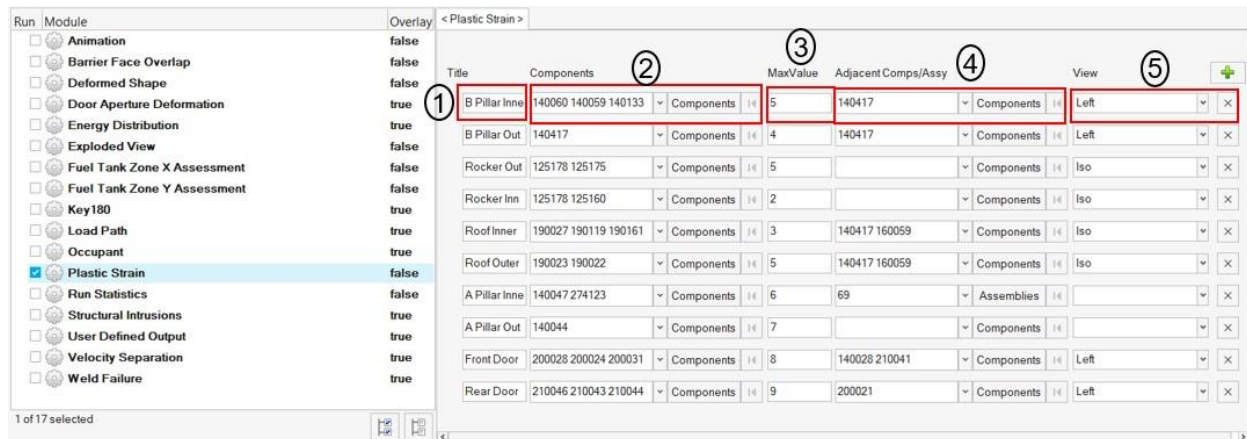 Run Module Overlay
Animation false
Barrier Face Overlap false
Deformed Shape false
Door Aperture Deformation true
Energy Distribution true
Exploded View false
Fuel Tank Zone X Assessment false
Fuel Tank Zone Y Assessment false
Key180 true
Load Path true
Occupant true
Plastic Strain false
Run Statistics false
Structural Intrusions true
User Defined Output true
Velocity Separation true
Weld Failure true
1 of 17 selected
< Plastic Strain >
2 3 4 5
Title Components MaxValue Adjacent Comps/Assy View
1 B Pillar Inne 140060 140059 140133 Components 5 140417 Components Left
B Pillar Out 140417 Components 4 140417 Components Left
Rocker Out 125178 125175 Components 5 Components Iso
Rocker Inn 125178 125160 Components 2 Components Iso
Roof Inner 190027 190119 190161 Components 3 140417 160059 Components Iso
Roof Outer 190023 190022 Components 5 140417 160059 Components Iso
A Pillar Inne 140047 274123 Components 6 69 Assemblies
A Pillar Out 140044 Components 7 Components
Front Door 200028 200024 200031 Components 8 140028 210041 Components Left
Rear Door 210046 210043 210044 Components 9 200021 Components Left